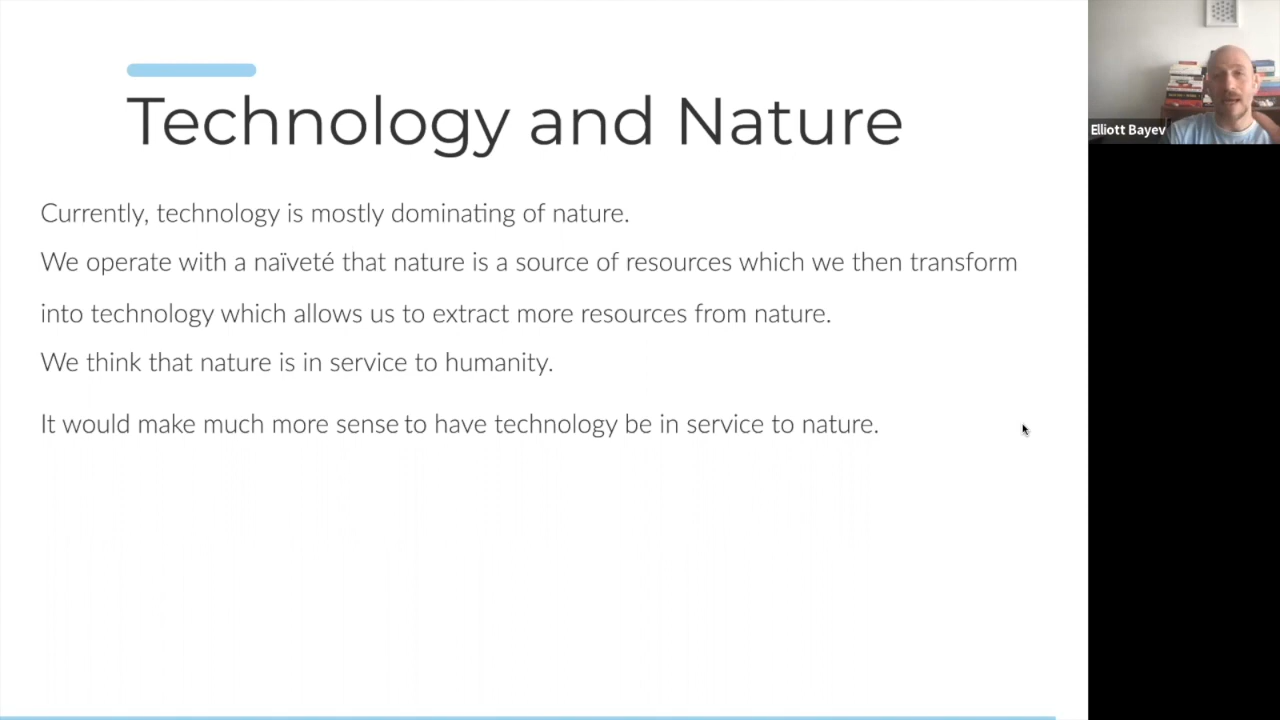 Technology and Nature
Currently, technology is mostly dominating of nature.
We operate with a naïveté that nature is a source of resources which we then transform
into technology which allows us to extract more resources from nature.
We think that nature is in service to humanity.
It would make much more sense to have technology be in service to nature.
Elliott Bayev